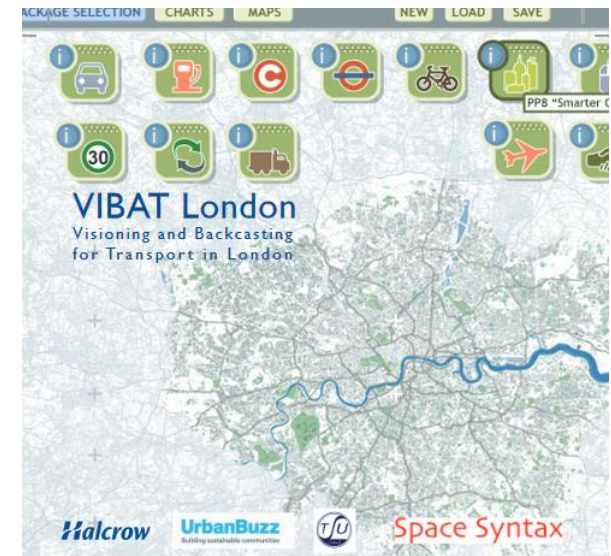 ACKAGE SELECTION CHARTS MAPS NEW LOAD SAVE
i i i i i i i
C
PP8 "Smarter C
i i i i i
30
VIBAT London
Visioning and Backcasting
for Transport in London
Halcrow UrbanBuzz TSU Space Syntax
Building sustainable communities